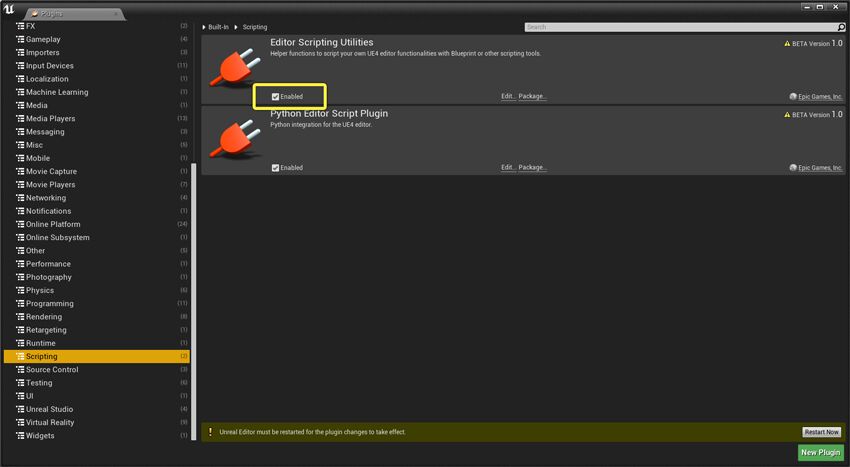 Plugins
FX (2)
Gameplay (4)
Importers (3)
Input Devices (11)
Localization (1)
Machine Learning (1)
Media (1)
Media Players (13)
Messaging (3)
Misc (5)
Mobile (1)
Movie Capture (1)
Movie Players (7)
Networking (4)
Notifications (1)
Online Platform (24)
Online Subsystem (1)
Other (5)
Performance (1)
Photography (1)
Physics (6)
Programming (11)
Rendering (8)
Retargeting (1)
Runtime (1)
Scripting (2)
Source Control (3)
Testing (6)
UI (1)
Unreal Studio (4)
Virtual Reality (9)
Widgets (1)
Built-In Scripting
Search
Editor Scripting Utilities
BETA Version 1.0
Helper functions to script your own UE4 editor functionalities with Blueprint or other scripting tools.
Enabled
Edit... Package...
Epic Games, Inc.
Python Editor Script Plugin
BETA Version 1.0
Python integration for the UE4 editor.
Enabled
Edit... Package...
Epic Games, Inc.
! Unreal Editor must be restarted for the plugin changes to take effect.
Restart Now
New Plugin